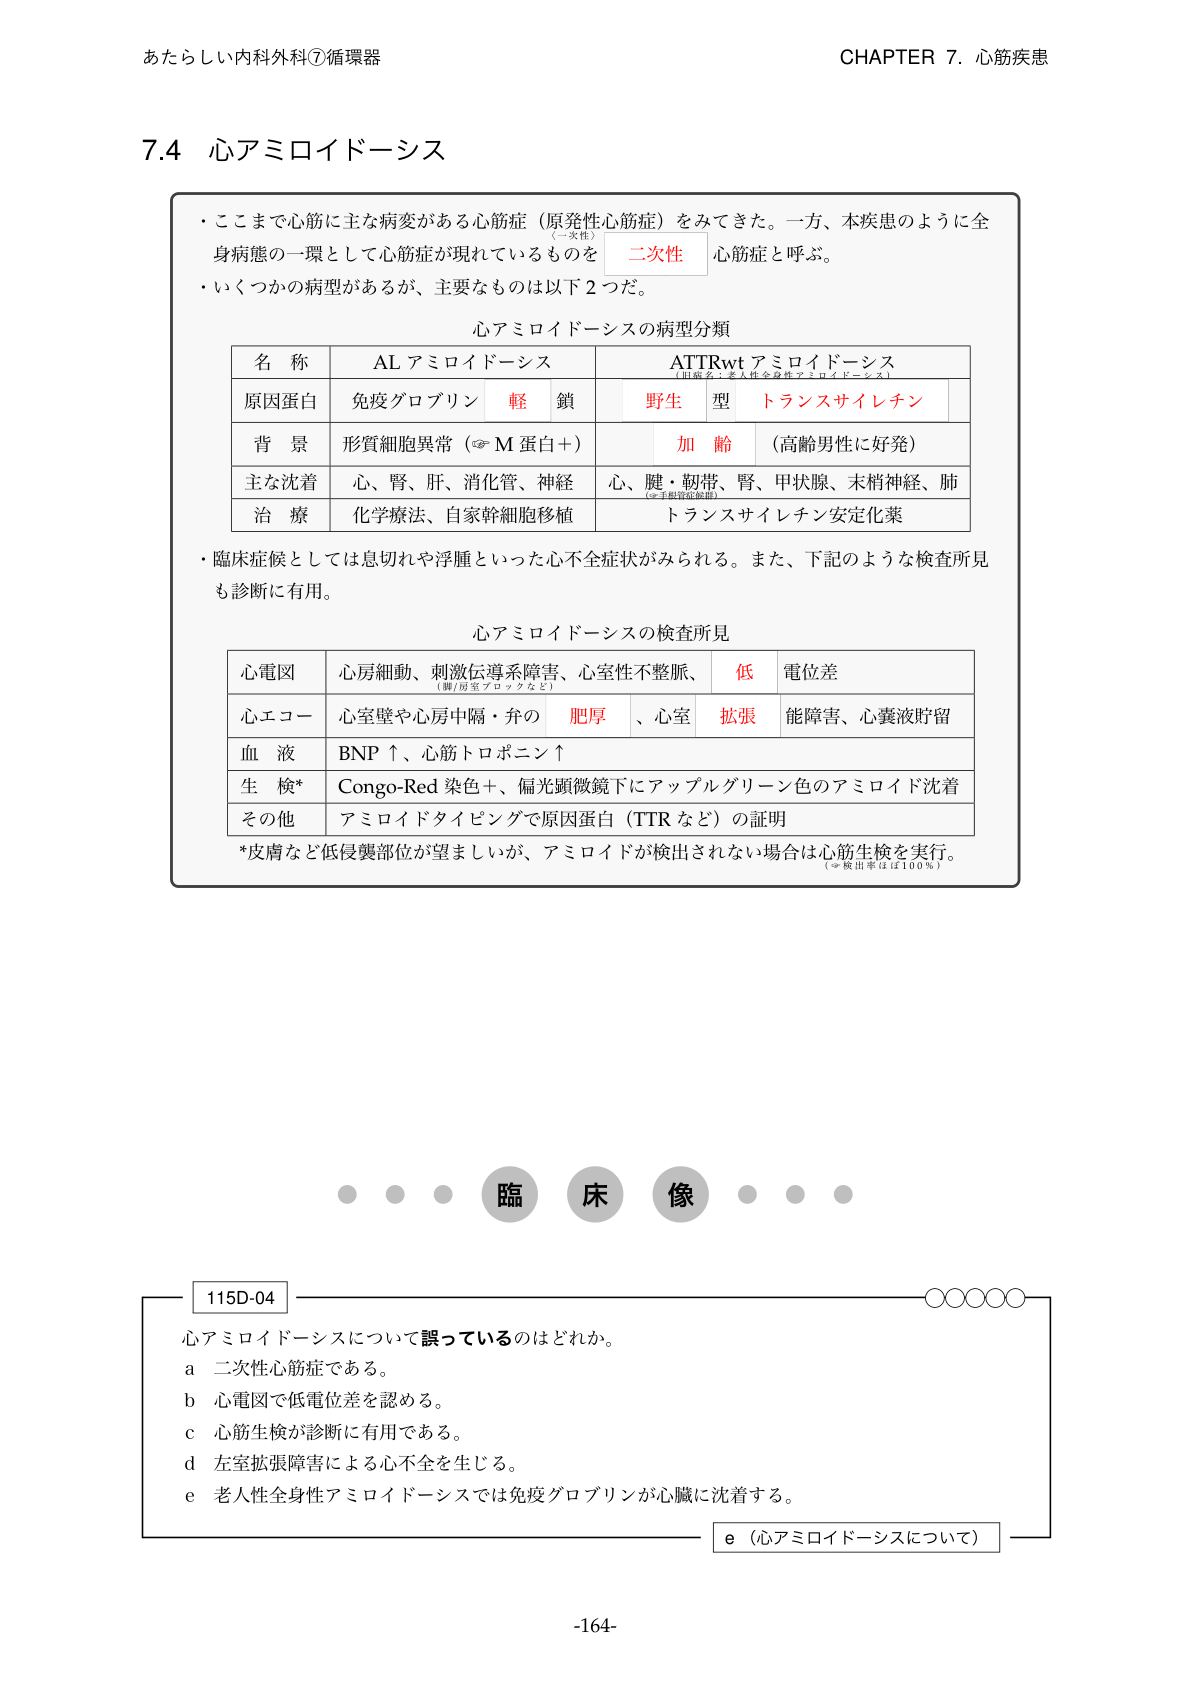 あたらしい内科外科⑦循環器 CHAPTER 7. 心筋疾患
7.4 心アミロイドーシス
・ここまで心筋に主な病変がある心筋症（原発性心筋症）をみてきた。一方、本疾患のように全
〈一次性〉
身病態の一環として心筋症が現れているものを 二次性 心筋症と呼ぶ。
・いくつかの病型があるが、主要なものは以下 2 つだ。
心アミロイドーシスの病型分類
名 称 AL アミロイドーシス ATTRwt アミロイドーシス
（旧病名：老人性全身性アミロイドーシス）
原因蛋白 免疫グロブリン 軽 鎖 野生 型 トランスサイレチン
背 景 形質細胞異常（☞ M 蛋白＋） 加 齢 （高齢男性に好発）
主な沈着 心、腎、肝、消化管、神経 心、腱・靭帯、腎、甲状腺、末梢神経、肺
（☞手根管症候群）
治 療 化学療法、自家幹細胞移植 トランスサイレチン安定化薬
・臨床症候としては息切れや浮腫といった心不全症状がみられる。また、下記のような検査所見
も診断に有用。
心アミロイドーシスの検査所見
心電図 心房細動、刺激伝導系障害、心室性不整脈、 低 電位差
（脚/房室ブロックなど）
心エコー 心室壁や心房中隔・弁の 肥厚 、心室 拡張 能障害、心嚢液貯留
血 液 BNP ↑、心筋トロポニン↑
生 検* Congo-Red 染色＋、偏光顕微鏡下にアップルグリーン色のアミロイド沈着
その他 アミロイドタイピングで原因蛋白（TTR など）の証明
*皮膚など低侵襲部位が望ましいが、アミロイドが検出されない場合は心筋生検を実行。
（☞検出率ほぼ100％）
臨 床 像
115D-04
心アミロイドーシスについて誤っているのはどれか。
a 二次性心筋症である。
b 心電図で低電位差を認める。
c 心筋生検が診断に有用である。
d 左室拡張障害による心不全を生じる。
e 老人性全身性アミロイドーシスでは免疫グロブリンが心臓に沈着する。
e （心アミロイドーシスについて）
-164-